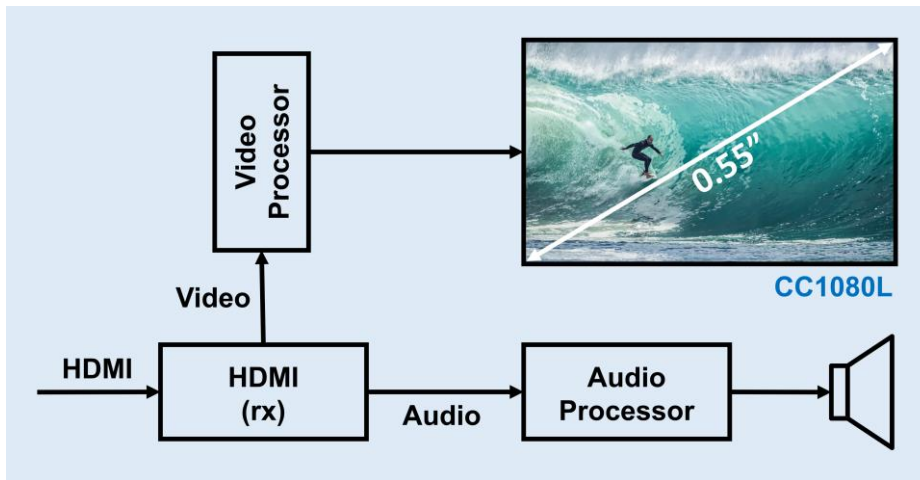 Video
Processor
0.55”
CC1080L
Video
HDMI
HDMI
(rx)
Audio
Audio
Processor